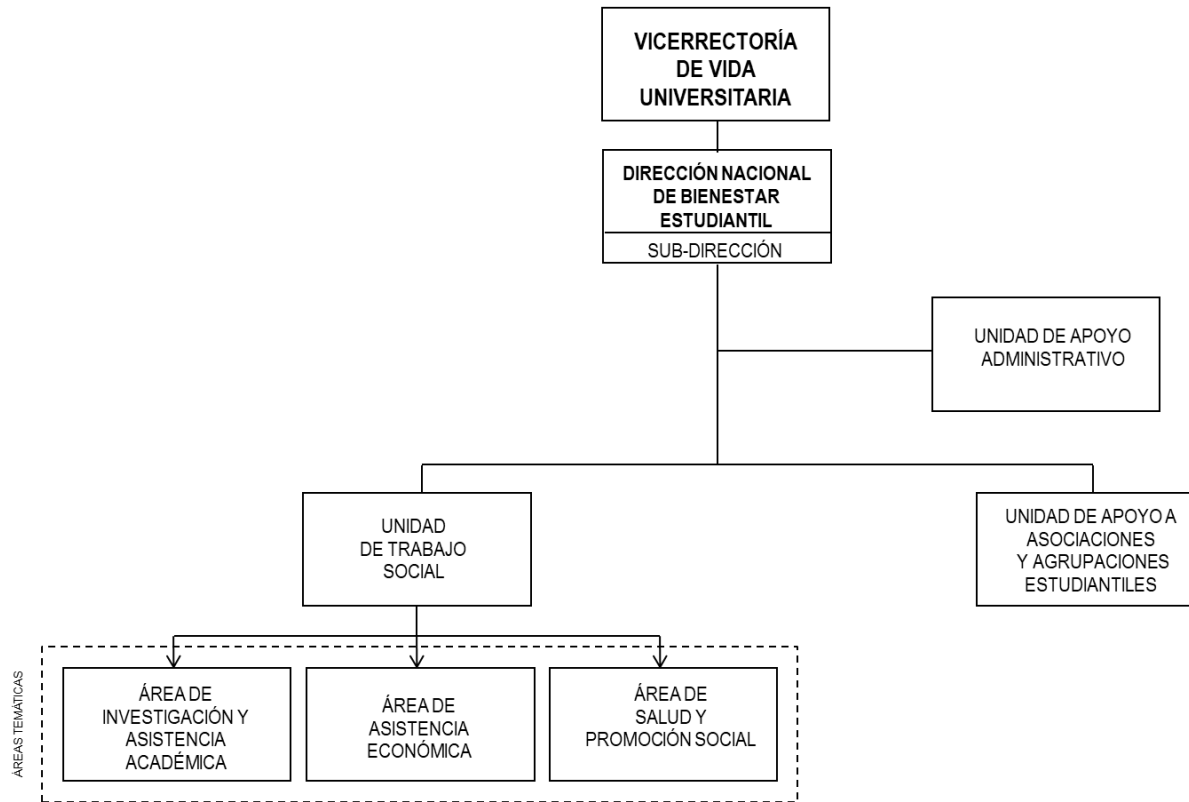 VICERRECTORÍA
DE VIDA
UNIVERSITARIA
DIRECCIÓN NACIONAL
DE BIENESTAR
ESTUDIANTIL
SUB-DIRECCIÓN
UNIDAD DE APOYO
ADMINISTRATIVO
UNIDAD
DE TRABAJO
SOCIAL
UNIDAD DE APOYO A
ASOCIACIONES
Y AGRUPACIONES
ESTUDIANTILES
ÁREAS TEMÁTICAS
ÁREA DE
INVESTIGACIÓN Y
ASISTENCIA
ACADÉMICA
ÁREA DE
ASISTENCIA
ECONÓMICA
ÁREA DE
SALUD Y
PROMOCIÓN SOCIAL